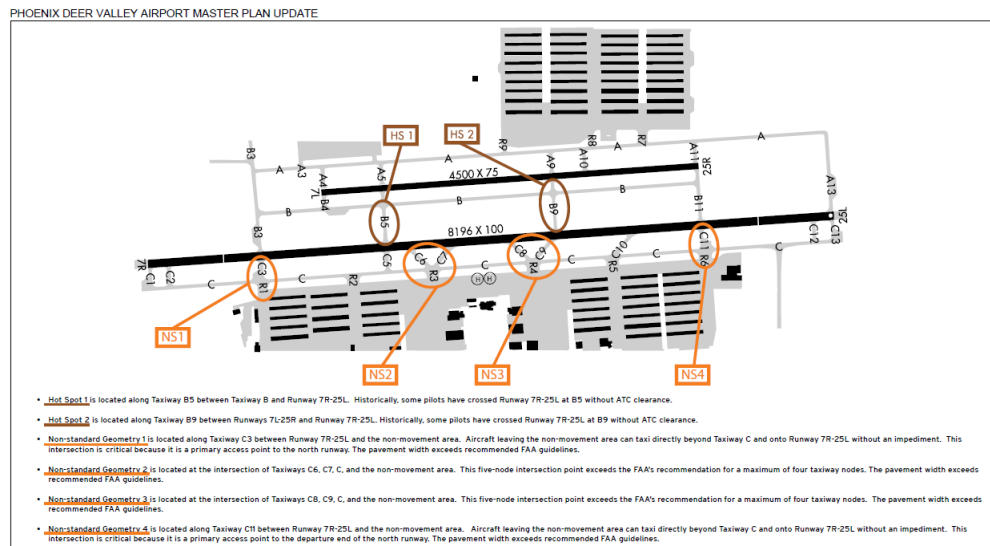 PHOENIX DEER VALLEY AIRPORT MASTER PLAN UPDATE
HS 1
HS 2
R9
R8
R7
A
A
A
A
B3
A3
A4
A5
A9
A10
A11
25R
7L
B4
4500 X 75
B
B
B
B5
B9
B11
A13
B3
8196 X 100
25L
7R
C1
C2
C3
R1
C
C
R2
C5
C6
C7
R3
C
C8
C9
R4
H
H
C
C10
R5
C
C11
R6
C
C12
C13
NS1
NS2
NS3
NS4
• Hot Spot 1 is located along Taxiway B5 between Taxiway B and Runway 7R-25L. Historically, some pilots have crossed Runway 7R-25L at B5 without ATC clearance.
• Hot Spot 2 is located along Taxiway B9 between Runways 7L-25R and Runway 7R-25L. Historically, some pilots have crossed Runway 7R-25L at B9 without ATC clearance.
• Non-standard Geometry 1 is located along Taxiway C3 between Runway 7R-25L and the non-movement area. Aircraft leaving the non-movement area can taxi directly beyond Taxiway C and onto Runway 7R-25L without an impediment. This
intersection is critical because it is a primary access point to the north runway. The pavement width exceeds recommended FAA guidelines.
• Non-standard Geometry 2 is located at the intersection of Taxiways C6, C7, C, and the non-movement area. This five-node intersection point exceeds the FAA's recommendation for a maximum of four taxiway nodes. The pavement width exceeds
recommended FAA guidelines.
• Non-standard Geometry 3 is located at the intersection of Taxiways C8, C9, C, and the non-movement area. This five-node intersection point exceeds the FAA's recommendation for a maximum of four taxiway nodes. The pavement width exceeds
recommended FAA guidelines.
• Non-standard Geometry 4 is located along Taxiway C11 between Runway 7R-25L and the non-movement area. Aircraft leaving the non-movement area can taxi directly beyond Taxiway C and onto Runway 7R-25L without an impediment. This
intersection is critical because it is a primary access point to the departure end of the north runway. The pavement width exceeds recommended FAA guidelines.